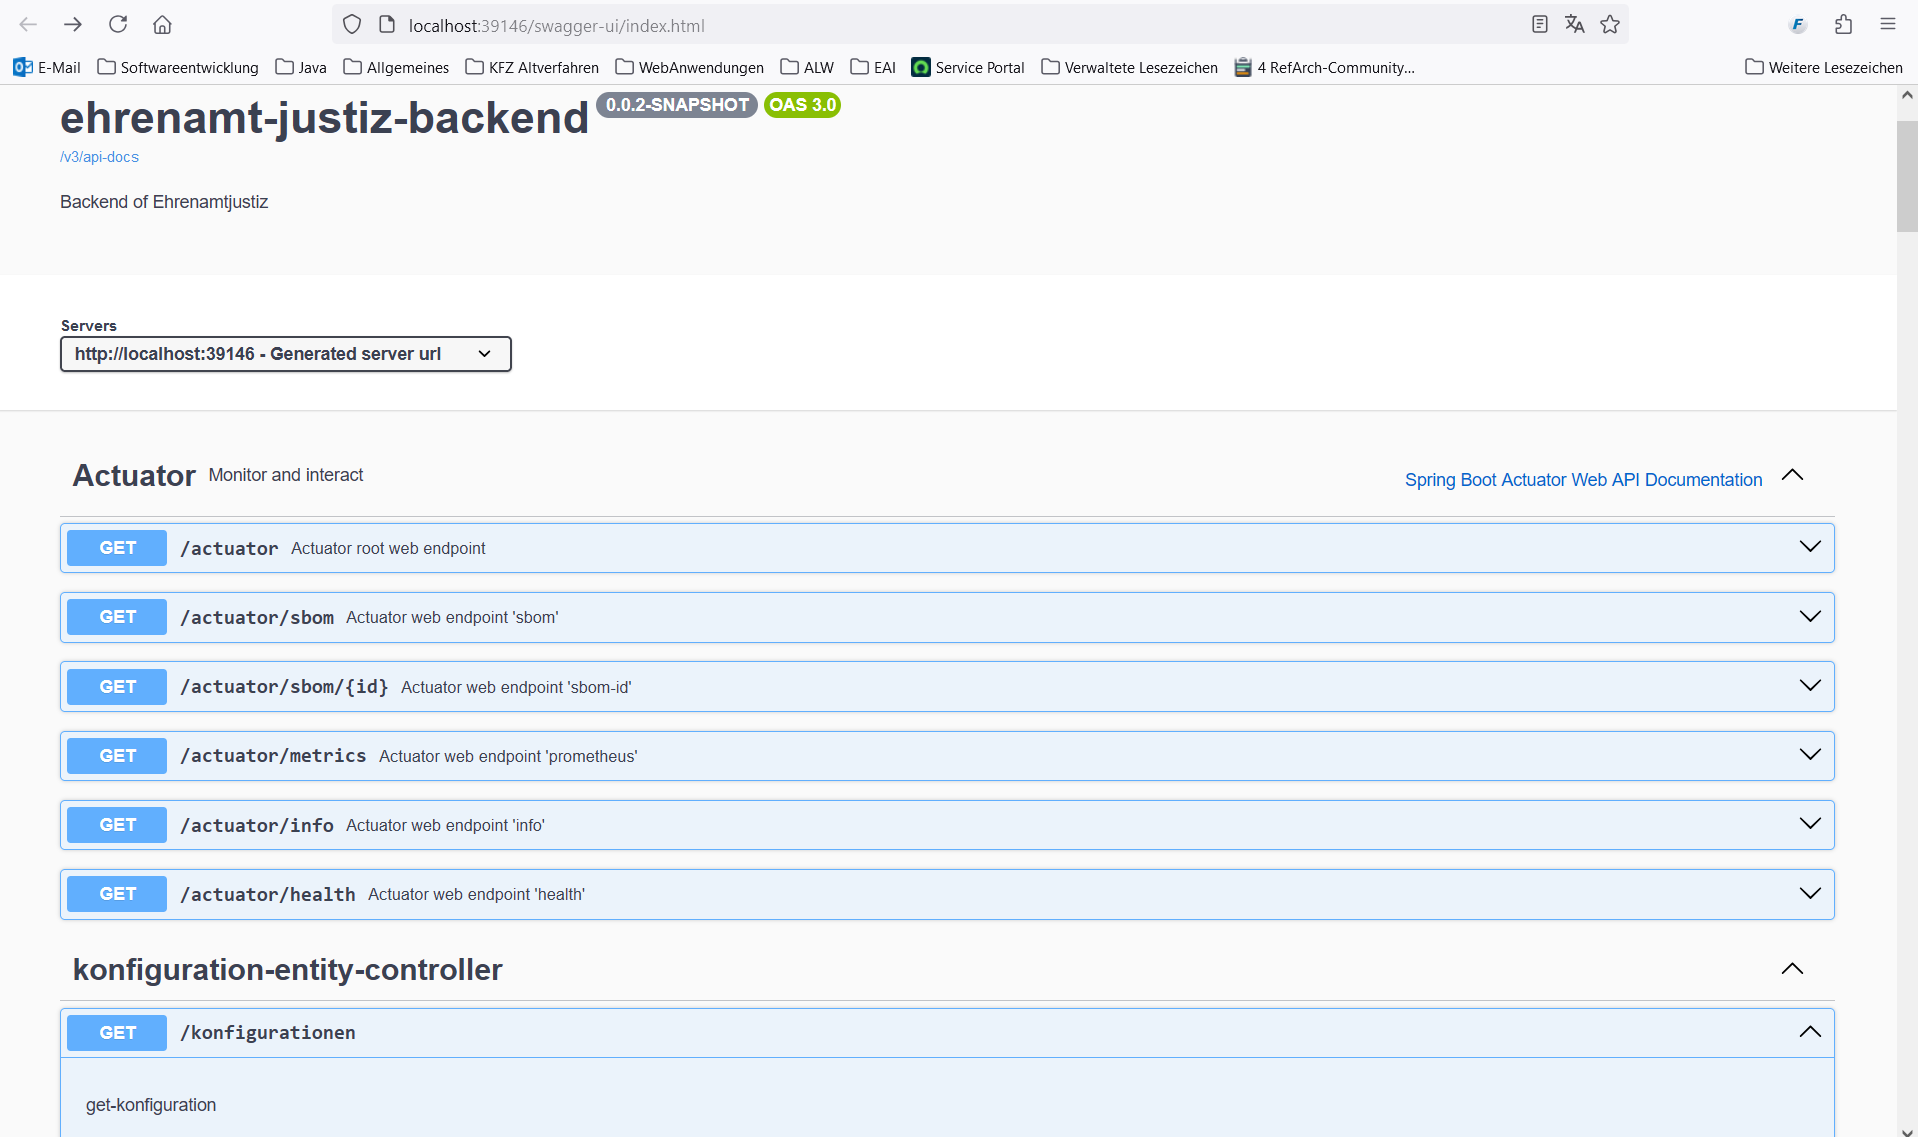 localhost:39146/swagger-ui/index.html
E-Mail Softwareentwicklung Java Allgemeines KFZ Altverfahren WebAnwendungen ALW EAI Service Portal Verwaltete Lesezeichen 4 RefArch-Community... Weitere Lesezeichen
ehrenamt-justiz-backend 0.0.2-SNAPSHOT OAS 3.0
/v3/api-docs
Backend of Ehrenamtjustiz
Servers
http://localhost:39146 - Generated server url
Actuator Monitor and interact Spring Boot Actuator Web API Documentation
GET /actuator Actuator root web endpoint
GET /actuator/sbom Actuator web endpoint 'sbom'
GET /actuator/sbom/{id} Actuator web endpoint 'sbom-id'
GET /actuator/metrics Actuator web endpoint 'prometheus'
GET /actuator/info Actuator web endpoint 'info'
GET /actuator/health Actuator web endpoint 'health'
konfiguration-entity-controller
GET /konfigurationen
get-konfiguration